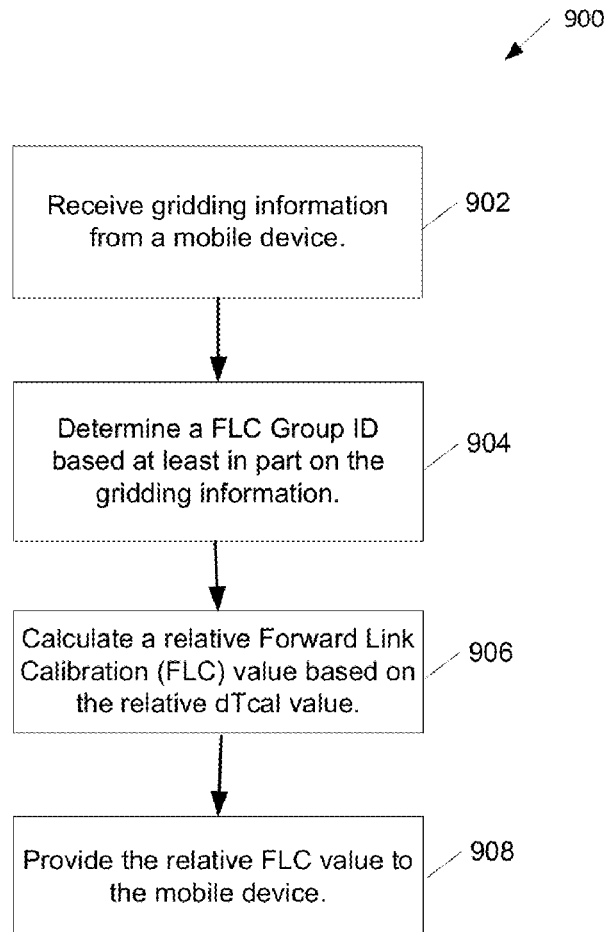 900
Receive gridding information
from a mobile device.
902
Determine a FLC Group ID
based at least in part on the
gridding information.
904
Calculate a relative Forward Link
Calibration (FLC) value based on
the relative dTcal value.
906
Provide the relative FLC value to
the mobile device.
908